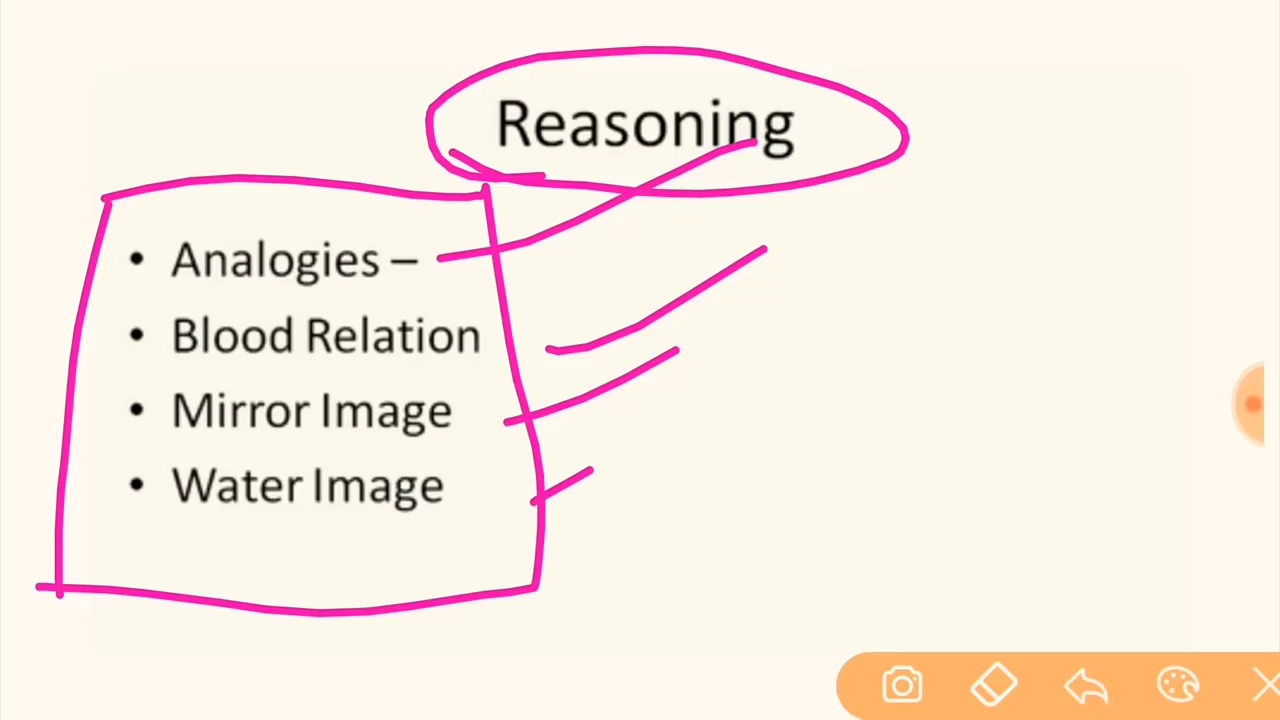 Reasoning
• Analogies –
• Blood Relation
• Mirror Image
• Water Image